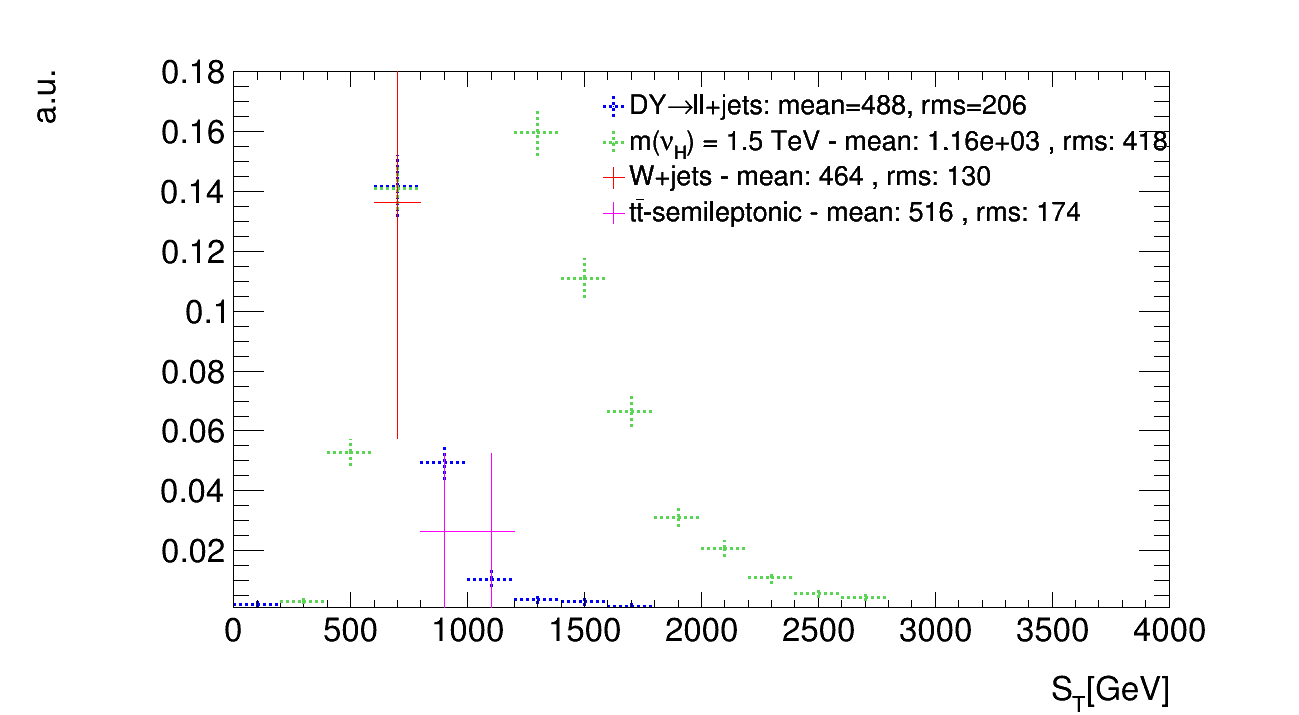 a.u.
0.18
0.16
0.14
0.12
0.1
0.08
0.06
0.04
0.02
DY→ll+jets: mean=488, rms=206
m(ν_H) = 1.5 TeV - mean: 1.16e+03 , rms: 418
W+jets - mean: 464 , rms: 130
tt̄-semileptonic - mean: 516 , rms: 174
0 500 1000 1500 2000 2500 3000 3500 4000
S_T[GeV]